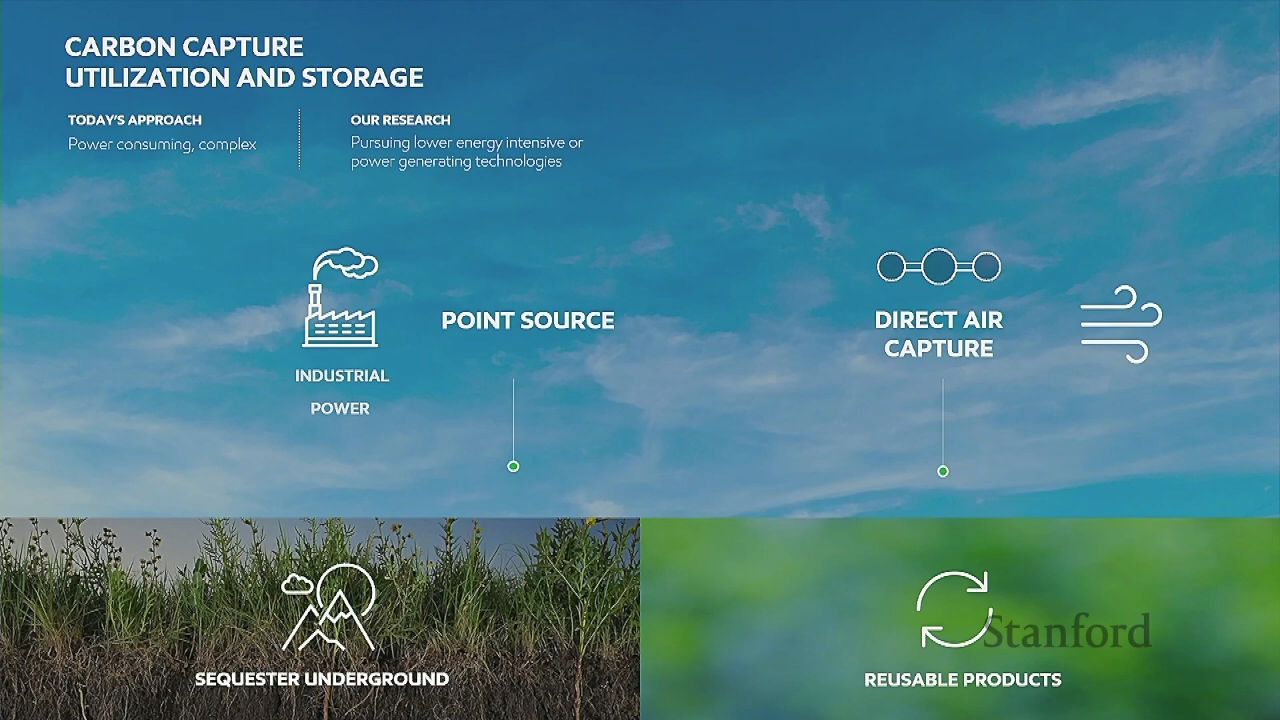 CARBON CAPTURE
UTILIZATION AND STORAGE
TODAY'S APPROACH
Power consuming, complex
OUR RESEARCH
Pursuing lower energy intensive or
power generating technologies
POINT SOURCE
INDUSTRIAL
POWER
DIRECT AIR
CAPTURE
SEQUESTER UNDERGROUND
REUSABLE PRODUCTS
Stanford